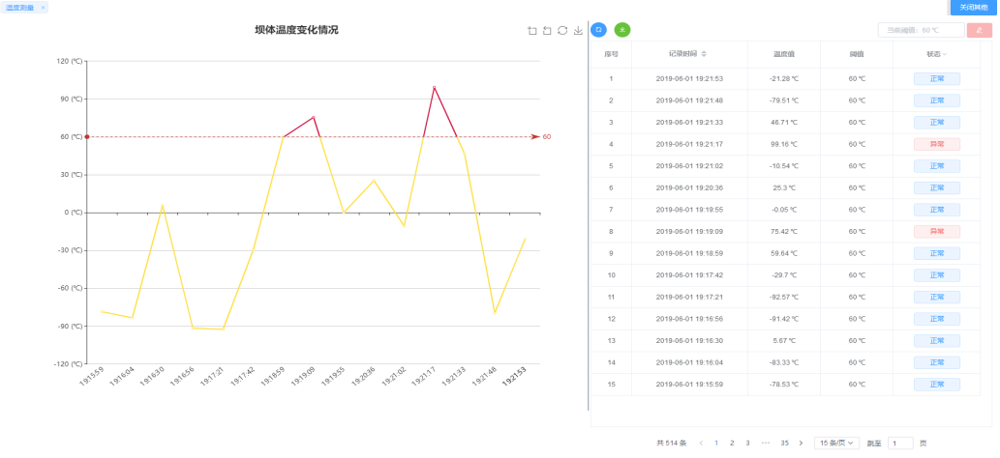 温度测量 ×
关闭其他
坝体温度变化情况
120 (℃)
90 (℃)
60 (℃)
60
30 (℃)
0 (℃)
-30 (℃)
-60 (℃)
-90 (℃)
-120 (℃)
19:15:59 19:16:04 19:16:30 19:16:56 19:17:21 19:17:42 19:18:59 19:19:09 19:19:55 19:20:36 19:21:02 19:21:17 19:21:33 19:21:48 19:21:53
当前阈值: 60 ℃
序号 记录时间 温度值 阈值 状态
1 2019-06-01 19:21:53 -21.28 ℃ 60 ℃ 正常
2 2019-06-01 19:21:48 -79.51 ℃ 60 ℃ 正常
3 2019-06-01 19:21:33 46.71 ℃ 60 ℃ 正常
4 2019-06-01 19:21:17 99.16 ℃ 60 ℃ 异常
5 2019-06-01 19:21:02 -10.54 ℃ 60 ℃ 正常
6 2019-06-01 19:20:36 25.3 ℃ 60 ℃ 正常
7 2019-06-01 19:19:55 -0.05 ℃ 60 ℃ 正常
8 2019-06-01 19:19:09 75.42 ℃ 60 ℃ 异常
9 2019-06-01 19:18:59 59.64 ℃ 60 ℃ 正常
10 2019-06-01 19:17:42 -29.7 ℃ 60 ℃ 正常
11 2019-06-01 19:17:21 -92.57 ℃ 60 ℃ 正常
12 2019-06-01 19:16:56 -91.42 ℃ 60 ℃ 正常
13 2019-06-01 19:16:30 5.67 ℃ 60 ℃ 正常
14 2019-06-01 19:16:04 -83.33 ℃ 60 ℃ 正常
15 2019-06-01 19:15:59 -78.53 ℃ 60 ℃ 正常
共 514 条 < 1 2 3 ··· 35 > 15 条/页 跳至 1 页